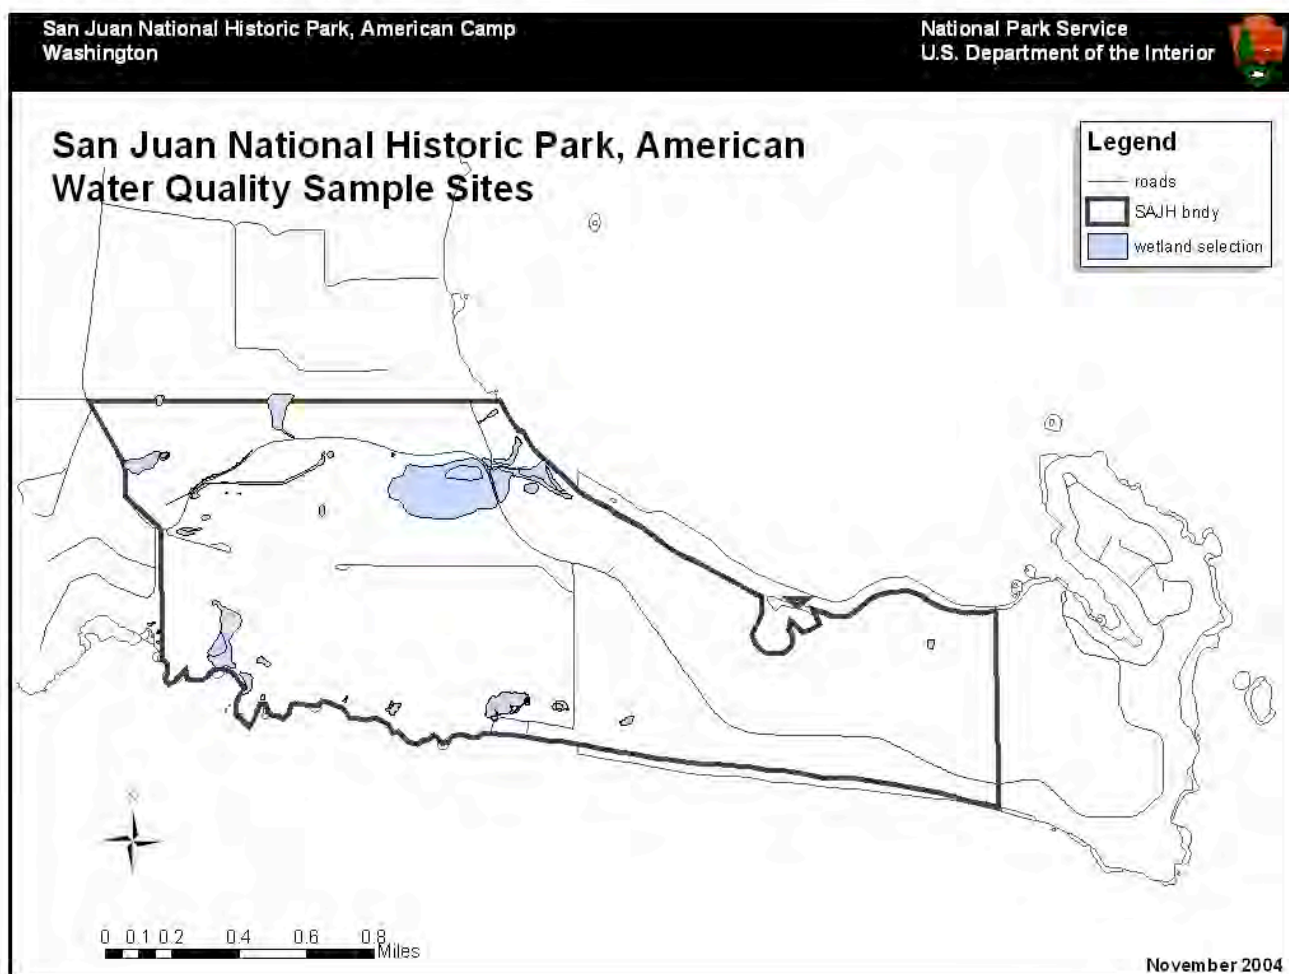 San Juan National Historic Park, American Camp
Washington
National Park Service
U.S. Department of the Interior
San Juan National Historic Park, American
Water Quality Sample Sites
Legend
roads
SAJH bndy
wetland selection
N
0 0.1 0.2 0.4 0.6 0.8
Miles
November 2004